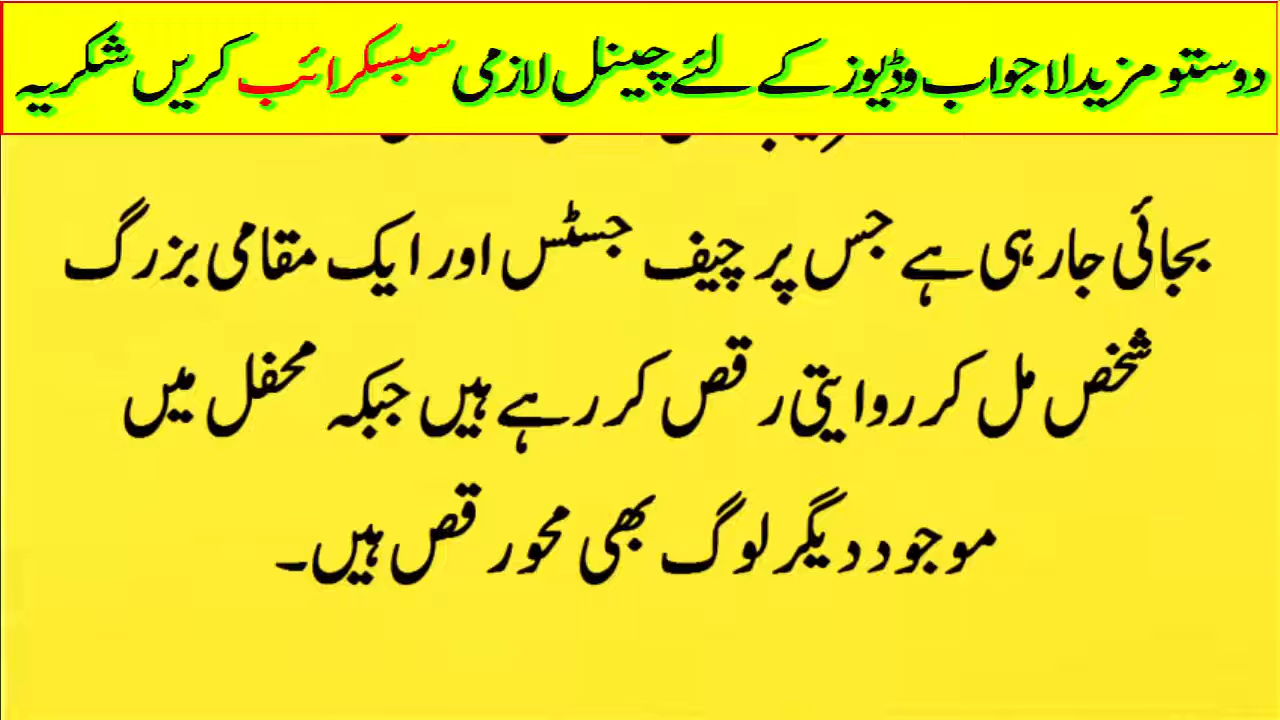 دوستو مزید لاجواب وڈیوز کے لئے چینل لازمی سبسکرائب کریں شکریہ
بجائی جارہی ہے جس پر چیف جسٹس اور ایک مقامی بزرگ
شخص مل کر روایتی رقص کر رہے ہیں جبکہ محفل میں
موجود دیگر لوگ بھی محور قص ہیں۔